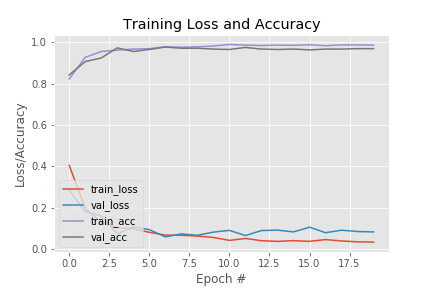 Training Loss and Accuracy
1.0
0.8
0.6
0.4
0.2
0.0
Loss/Accuracy
train_loss
val_loss
train_acc
val_acc
0.0 2.5 5.0 7.5 10.0 12.5 15.0 17.5
Epoch #